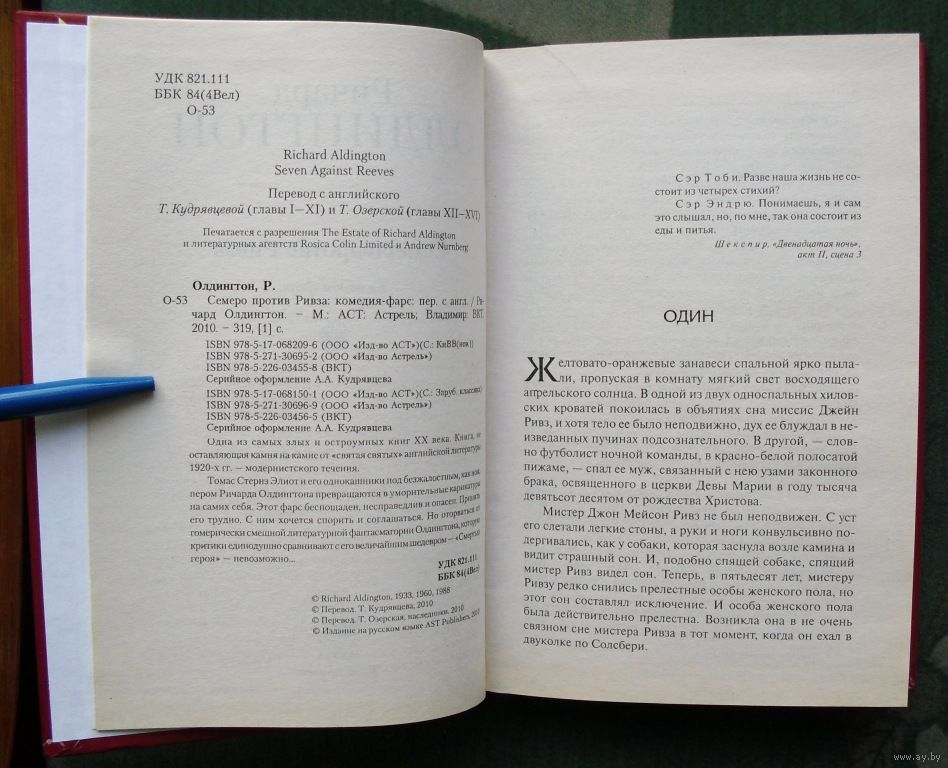 УДК 821.111
ББК 84(4Вел)
О-53
Richard Aldington
Seven Against Reeves
Перевод с английского
Т. Кудрявцевой (главы I—XI) и Т. Озерской (главы XII—XVI)
Печатается с разрешения The Estate of Richard Aldington
и литературных агентств Rosica Colin Limited и Andrew Nurnberg
Олдингтон, Р.
О-53 Семеро против Ривза: комедия-фарс: пер. с англ. / Ри-
чард Олдингтон. – М.: АСТ: Астрель; Владимир: ВКТ,
2010. – 319, [1] с.
ISBN 978-5-17-068209-6 (ООО «Изд-во АСТ»)(С.: КнВВ(нов))
ISBN 978-5-271-30695-2 (ООО «Изд-во Астрель»)
ISBN 978-5-226-03455-8 (ВКТ)
Серийное оформление А.А. Кудрявцева
ISBN 978-5-17-068150-1 (ООО «Изд-во АСТ»)(С.: Заруб. классика)
ISBN 978-5-271-30696-9 (ООО «Изд-во Астрель»)
ISBN 978-5-226-03456-5 (ВКТ)
Серийное оформление А.А. Кудрявцева
Одна из самых злых и остроумных книг XX века. Книга, не
оставляющая камня на камне от «святая святых» английской литературы
1920-х гг. – модернистского течения.
Томас Стернз Элиот и его однокашники под безжалостным, как нож,
пером Ричарда Олдингтона превращаются в уморительные карикатуры
на самих себя. Этот фарс беспощаден, несправедлив и опасен. Принять
его трудно. С ним хочется спорить и соглашаться. Но оторваться от
гомерически смешной литературной фантасмагории Олдингтона, которую
критики единодушно сравнивают с его величайшим шедевром – «Смертью
героя» – невозможно...
УДК 821.111
ББК 84(4Вел)
© Richard Aldington, 1933, 1960, 1988
© Перевод. Т. Кудрявцева, 2010
© Перевод. Т. Озерская, наследники, 2010
© Издание на русском языке AST Publishers, 2010
Сэр Тоби. Разве наша жизнь не со-
стоит из четырех стихий?
Сэр Эндрю. Понимаешь, я и сам
это слышал, но, по мне, так она состоит из
еды и питья.
Шекспир. «Двенадцатая ночь»,
акт II, сцена 3
ОДИН
Желтовато-оранжевые занавеси спальной ярко пыла-
ли, пропуская в комнату мягкий свет восходящего
апрельского солнца. В одной из двух односпальных хилов-
ских кроватей покоилась в объятиях сна миссис Джейн
Ривз, и хотя тело ее было неподвижно, дух ее блуждал в не-
изведанных пучинах подсознательного. В другой, — слов-
но футболист ночной команды, в красно-белой полосатой
пижаме, — спал ее муж, связанный с нею узами законного
брака, освященного в церкви Девы Марии в году тысяча
девятьсот десятом от рождества Христова.
Мистер Джон Мейсон Ривз не был неподвижен. С уст
его слетали легкие стоны, а руки и ноги конвульсивно по-
дергивались, как у собаки, которая заснула возле камина и
видит страшный сон. И, подобно спящей собаке, спящий
мистер Ривз видел сон. Теперь, в пятьдесят лет, мистеру
Ривзу редко снились прелестные особы женского пола, но
этот сон составлял исключение. И особа женского пола
была действительно прелестна. Возникла она в не очень
связном сне мистера Ривза в тот момент, когда он ехал в
двуколке по Солсбери.
www.ay.by